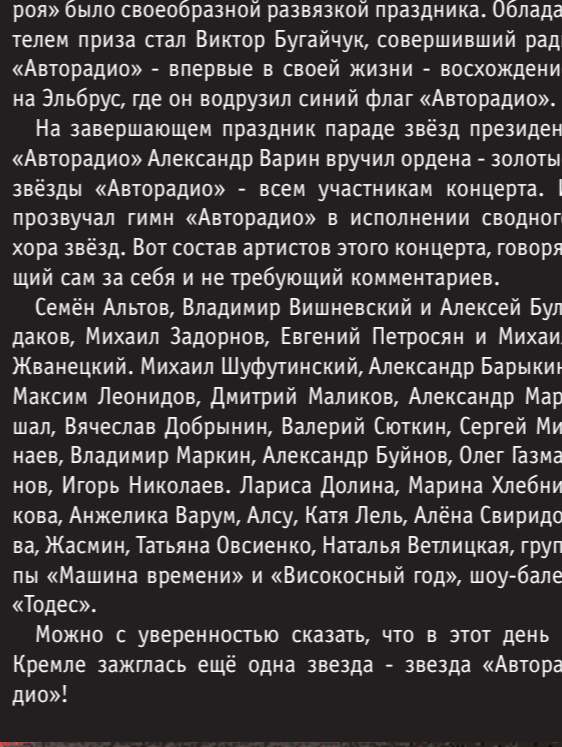 роя» было своеобразной развязкой праздника. Облада
телем приза стал Виктор Бугайчук, совершивший рад
«Авторадио» - впервые в своей жизни - восхождени
на Эльбрус, где он водрузил синий флаг «Авторадио».
На завершающем праздник параде звёзд президен
«Авторадио» Александр Варин вручил ордена - золоты
звёзды «Авторадио» - всем участникам концерта. И
прозвучал гимн «Авторадио» в исполнении сводног
хора звёзд. Вот состав артистов этого концерта, говоря
щий сам за себя и не требующий комментариев.
Семён Альтов, Владимир Вишневский и Алексей Бул
даков, Михаил Задорнов, Евгений Петросян и Михаи
Жванецкий. Михаил Шуфутинский, Александр Барыкин
Максим Леонидов, Дмитрий Маликов, Александр Мар
шал, Вячеслав Добрынин, Валерий Сюткин, Сергей Ми
наев, Владимир Маркин, Александр Буйнов, Олег Газма
нов, Игорь Николаев. Лариса Долина, Марина Хлебни
кова, Анжелика Варум, Алсу, Катя Лель, Алёна Свиридо
ва, Жасмин, Татьяна Овсиенко, Наталья Ветлицкая, груп
пы «Машина времени» и «Високосный год», шоу-бале
«Тодес».
Можно с уверенностью сказать, что в этот день
Кремле зажглась ещё одна звезда - звезда «Автора
дио»!